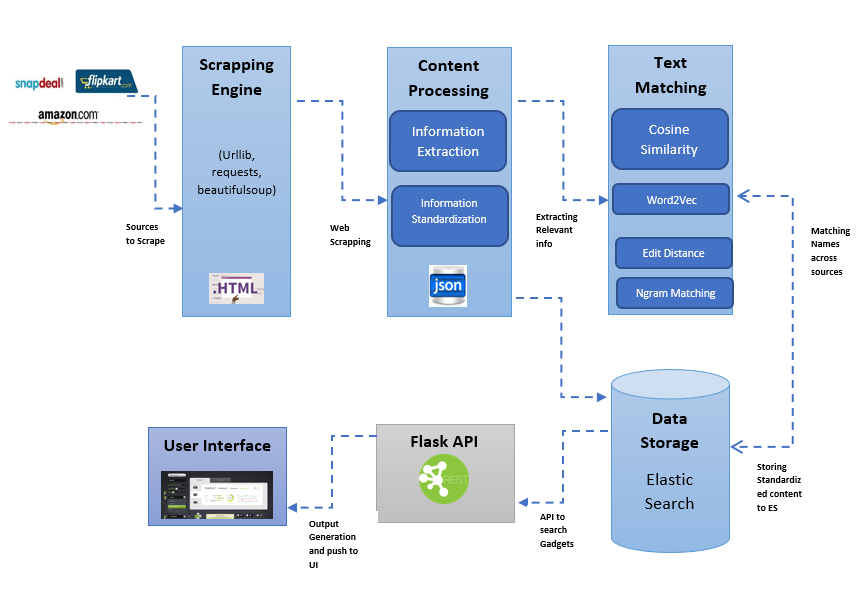 snapdeal
flipkart
amazon.com
Sources
to Scrape
Scrapping
Engine
(Urllib,
requests,
beautifulsoup)
.HTML
Web
Scrapping
Content
Processing
Information
Extraction
Information
Standardization
json
Extracting
Relevant
info
Text
Matching
Cosine
Similarity
Word2Vec
Edit Distance
Ngram Matching
Matching
Names
across
sources
Data
Storage
Elastic
Search
Storing
Standardiz
ed content
to ES
API to
search
Gadgets
Flask API
REST
Output
Generation
and push to
UI
User Interface